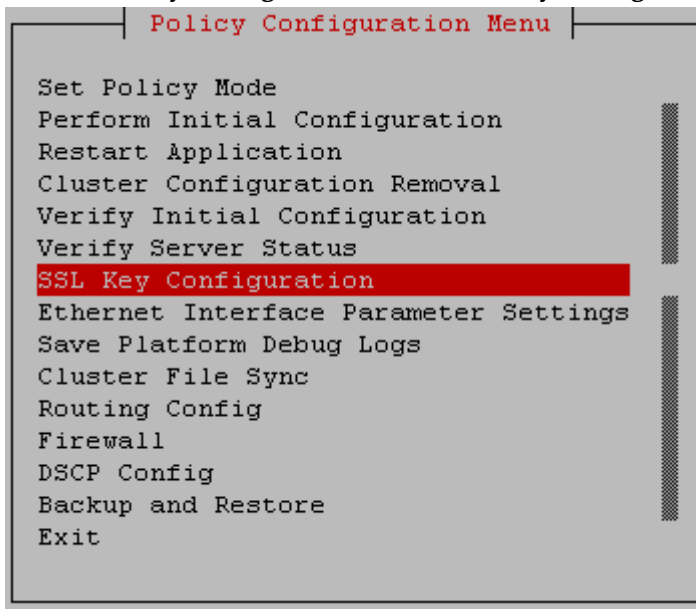 Policy Configuration Menu
Set Policy Mode
Perform Initial Configuration
Restart Application
Cluster Configuration Removal
Verify Initial Configuration
Verify Server Status
SSL Key Configuration
Ethernet Interface Parameter Settings
Save Platform Debug Logs
Cluster File Sync
Routing Config
Firewall
DSCP Config
Backup and Restore
Exit